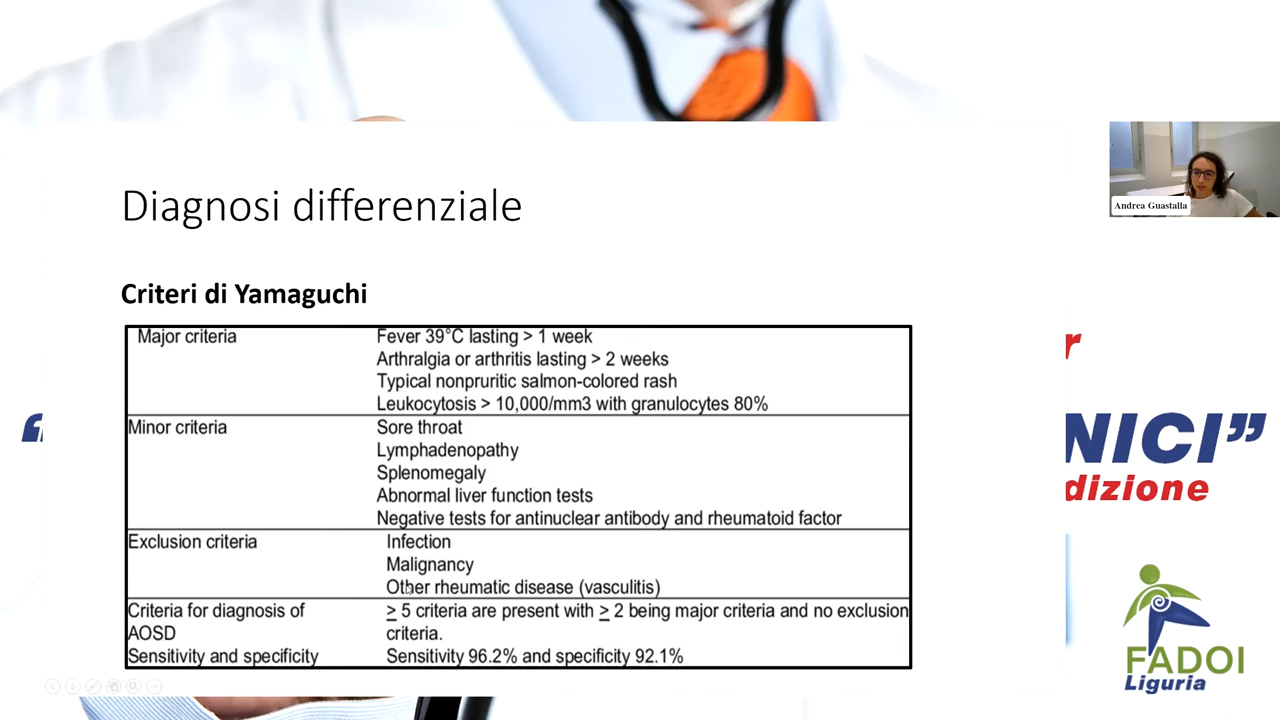 Diagnosi differenziale
Andrea Guastalla
Criteri di Yamaguchi
Major criteria Fever 39°C lasting > 1 week
Arthralgia or arthritis lasting > 2 weeks
Typical nonpruritic salmon-colored rash
Leukocytosis > 10,000/mm3 with granulocytes 80%
Minor criteria Sore throat
Lymphadenopathy
Splenomegaly
Abnormal liver function tests
Negative tests for antinuclear antibody and rheumatoid factor
Exclusion criteria Infection
Malignancy
Other rheumatic disease (vasculitis)
Criteria for diagnosis of ≥ 5 criteria are present with ≥ 2 being major criteria and no exclusion
AOSD criteria.
Sensitivity and specificity Sensitivity 96.2% and specificity 92.1%
r
“
NICI”
dizione
FADOI
Liguria